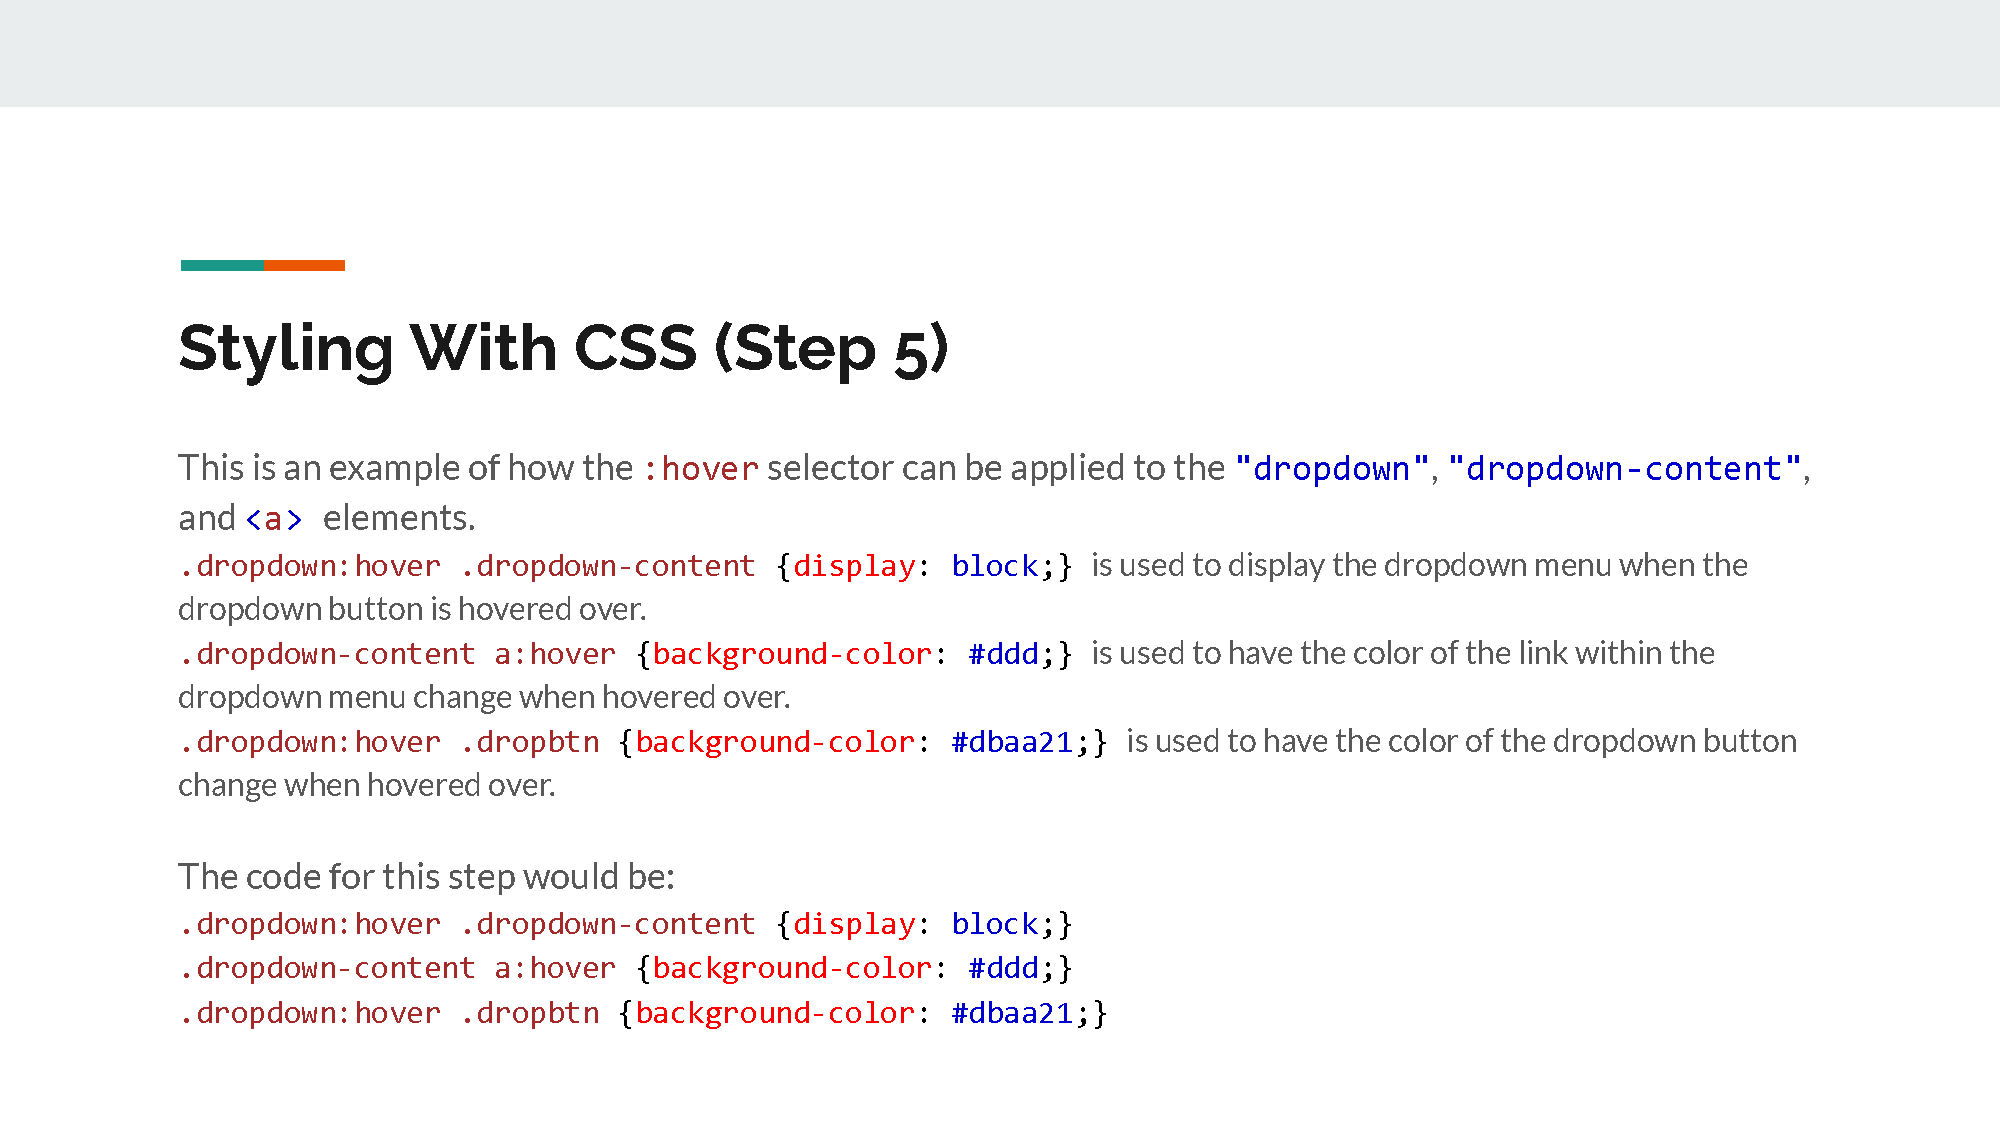 Styling With CSS (Step 5)
This is an example of how the :hover selector can be applied to the "dropdown", "dropdown-content",
and <a> elements.
.dropdown:hover .dropdown-content {display: block;} is used to display the dropdown menu when the
dropdown button is hovered over.
.dropdown-content a:hover {background-color: #ddd;} is used to have the color of the link within the
dropdown menu change when hovered over.
.dropdown:hover .dropbtn {background-color: #dbaa21;} is used to have the color of the dropdown button
change when hovered over.
The code for this step would be:
.dropdown:hover .dropdown-content {display: block;}
.dropdown-content a:hover {background-color: #ddd;}
.dropdown:hover .dropbtn {background-color: #dbaa21;}